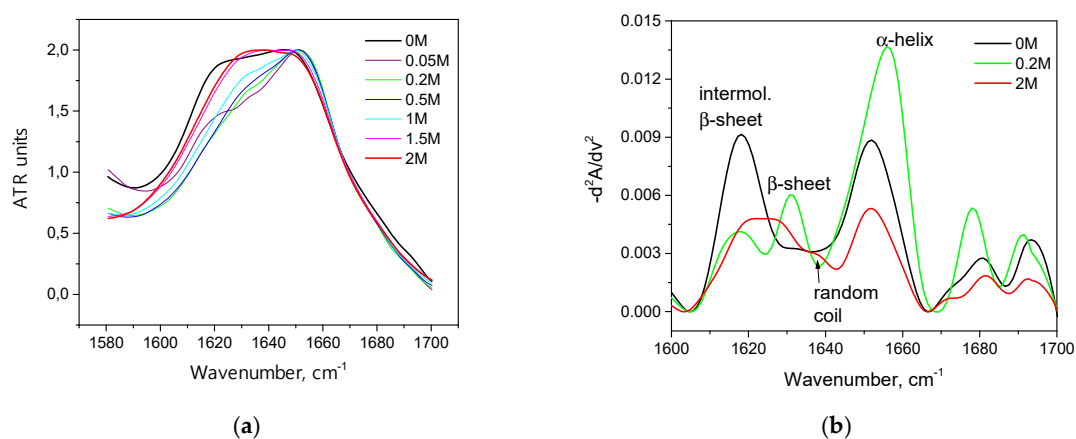 2,0
1,5
1,0
0,5
0,0
ATR units
0M
0.05M
0.2M
0.5M
1M
1.5M
2M
1580 1600 1620 1640 1660 1680 1700
Wavenumber, cm-1
(a)
0.015
0.012
0.009
0.006
0.003
0.000
-d²A/dv²
α-helix
intermol.
β-sheet
β-sheet
random
coil
0M
0.2M
2M
1600 1620 1640 1660 1680 1700
Wavenumber, cm-1
(b)